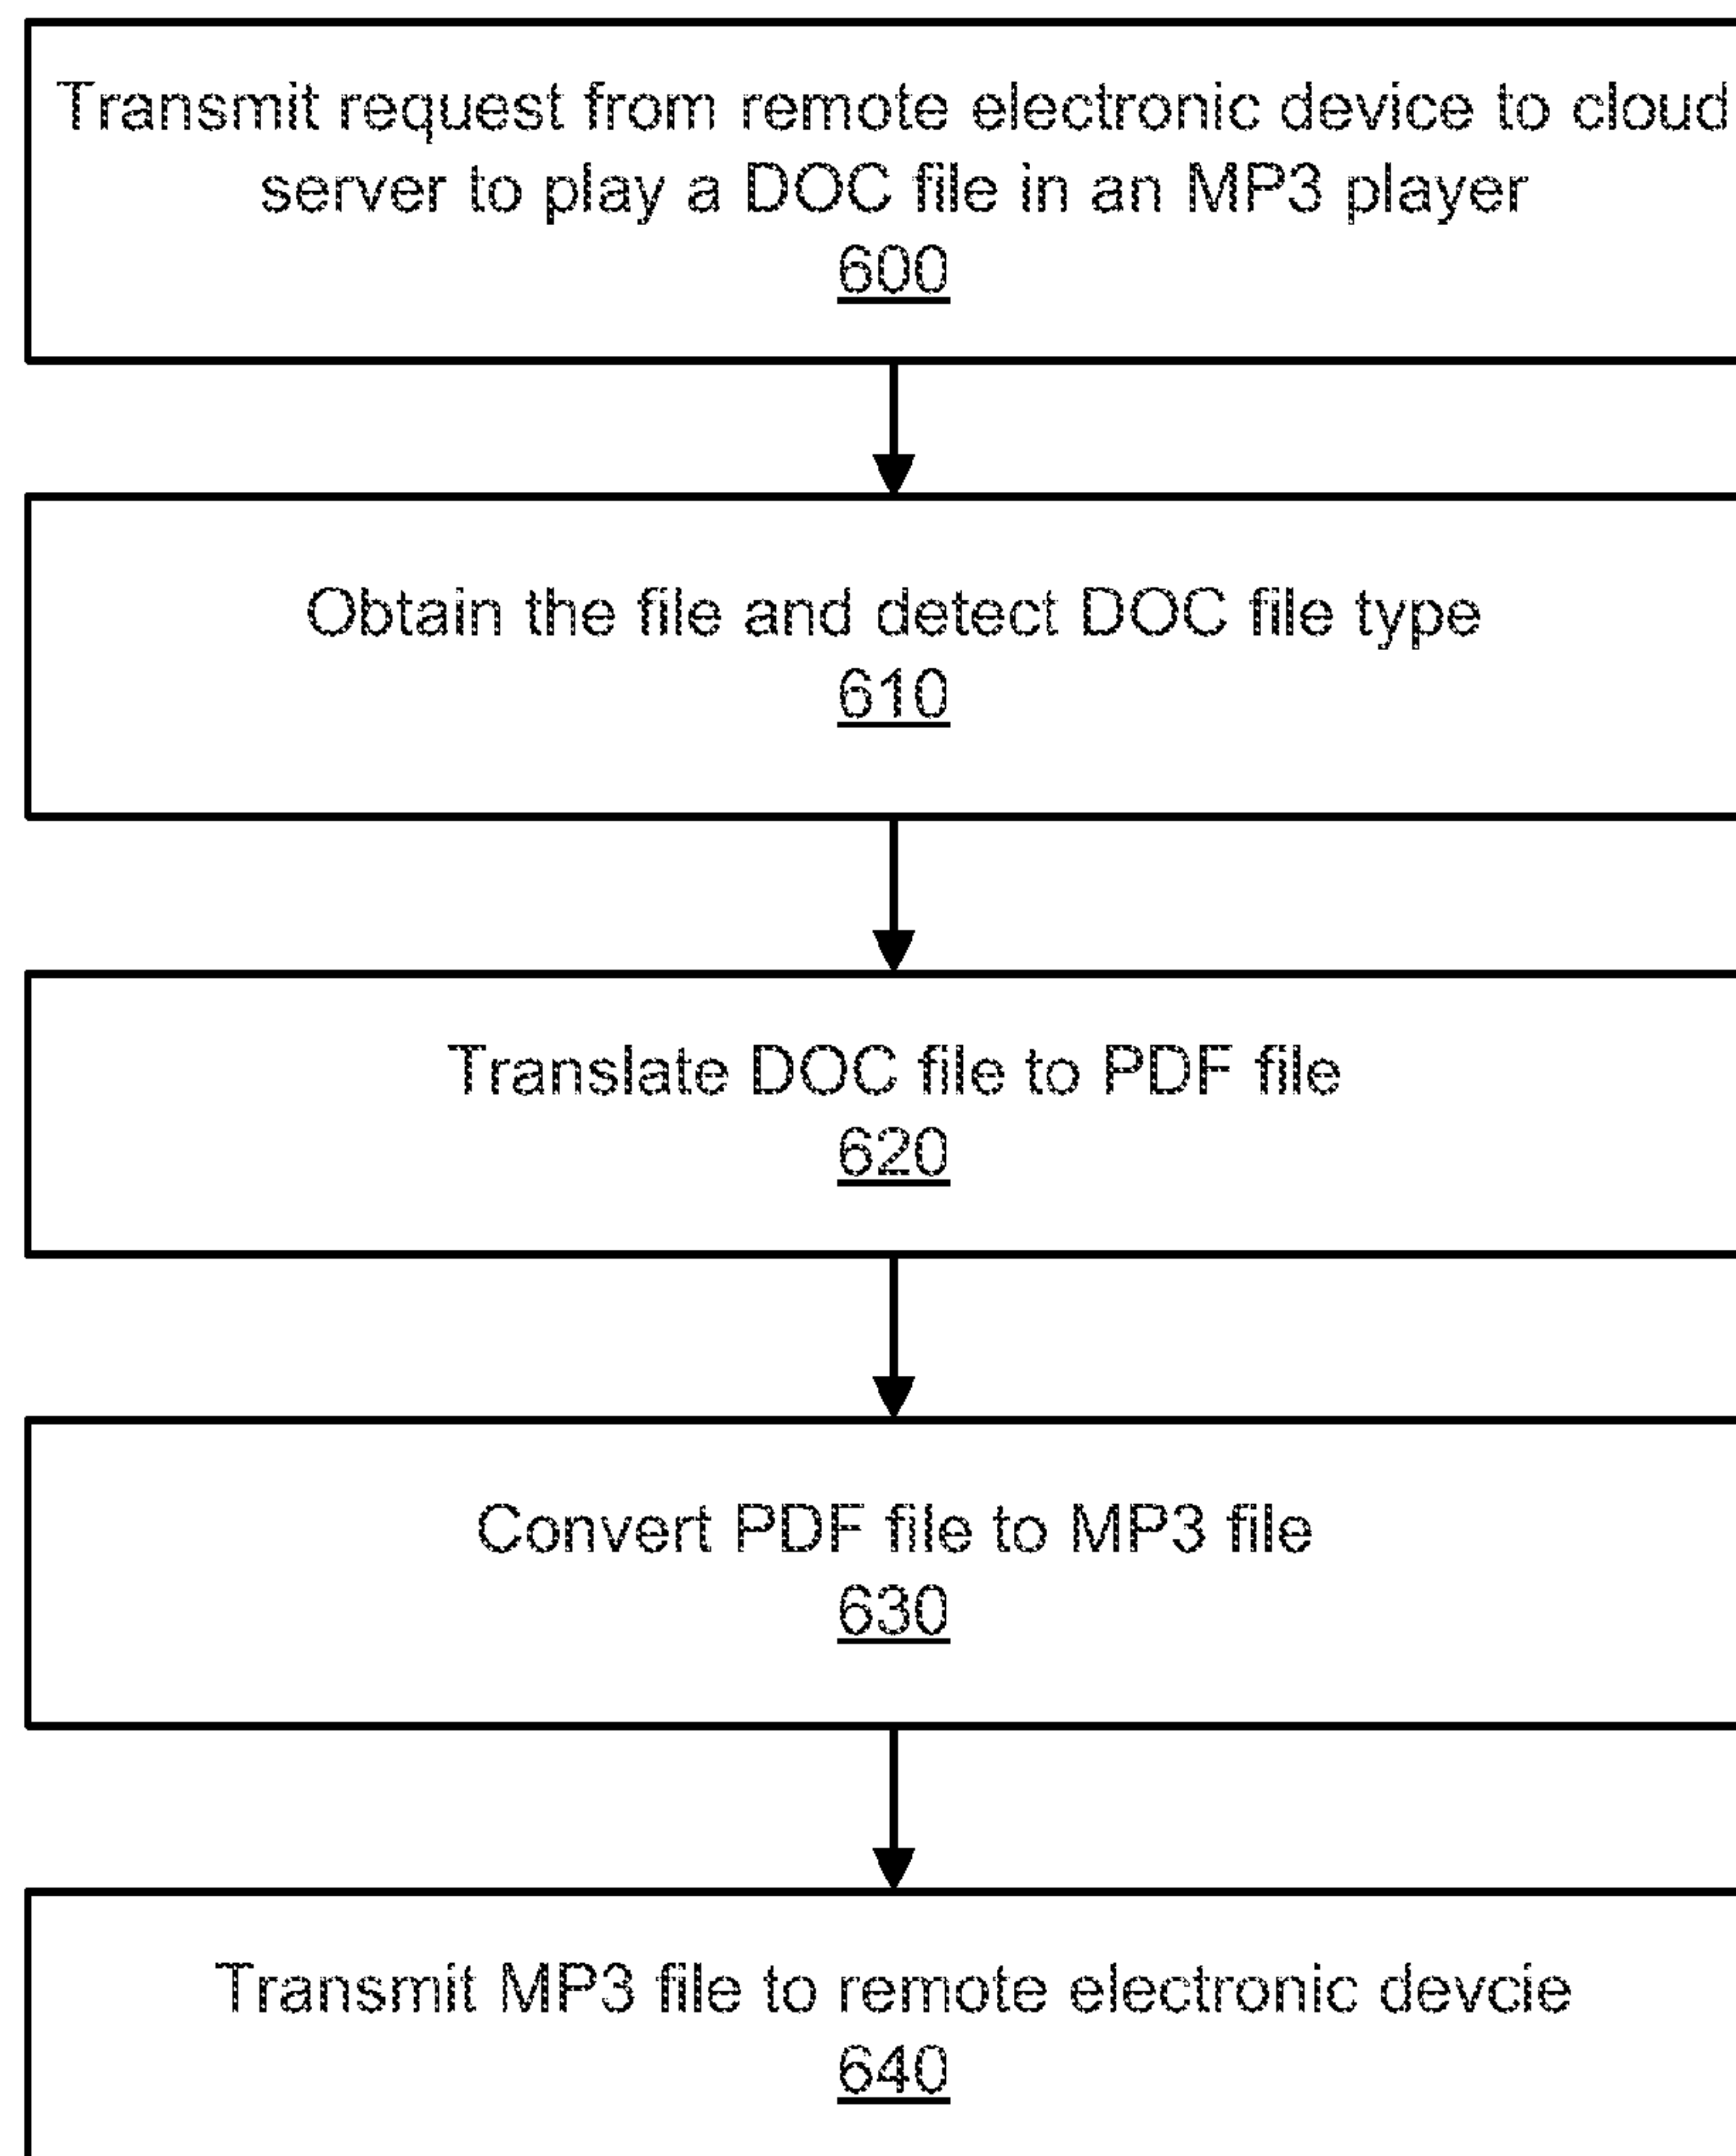 Transmit request from remote electronic device to cloud
server to play a DOC file in an MP3 player
600
Obtain the file and detect DOC file type
610
Translate DOC file to PDF file
620
Convert PDF file to MP3 file
630
Transmit MP3 file to remote electronic devcie
640